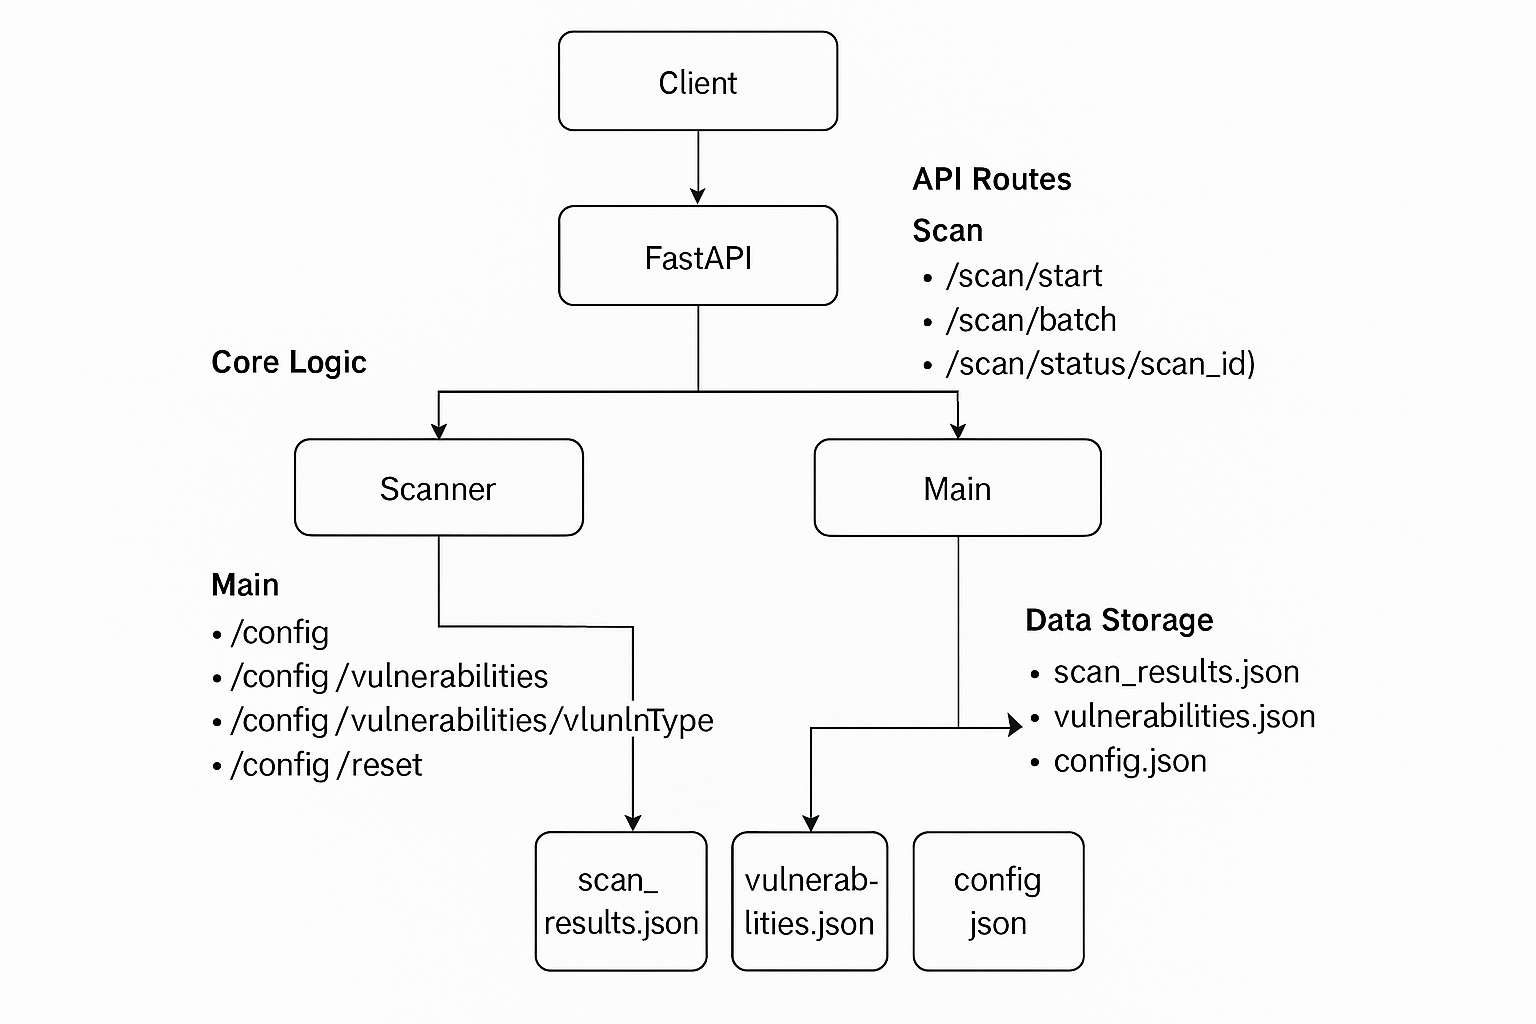 Client
FastAPI
API Routes
Scan
• /scan/start
• /scan/batch
• /scan/status/scan_id)
Core Logic
Scanner
Main
Main
• /config
• /config /vulnerabilities
• /config /vulnerabilities/vlunlnType
• /config /reset
Data Storage
• scan_results.json
• vulnerabilities.json
• config.json
scan_
results.json
vulnerab-
lities.json
config
json